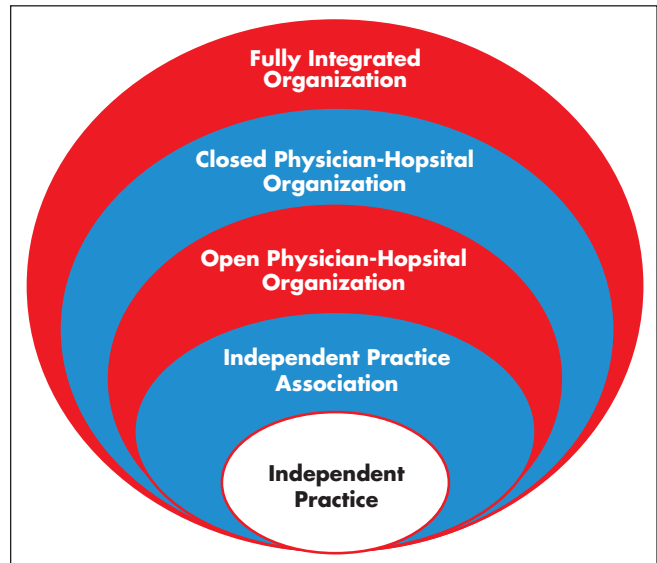 Fully Integrated
Organization
Closed Physician-Hopsital
Organization
Open Physician-Hopsital
Organization
Independent Practice
Association
Independent
Practice